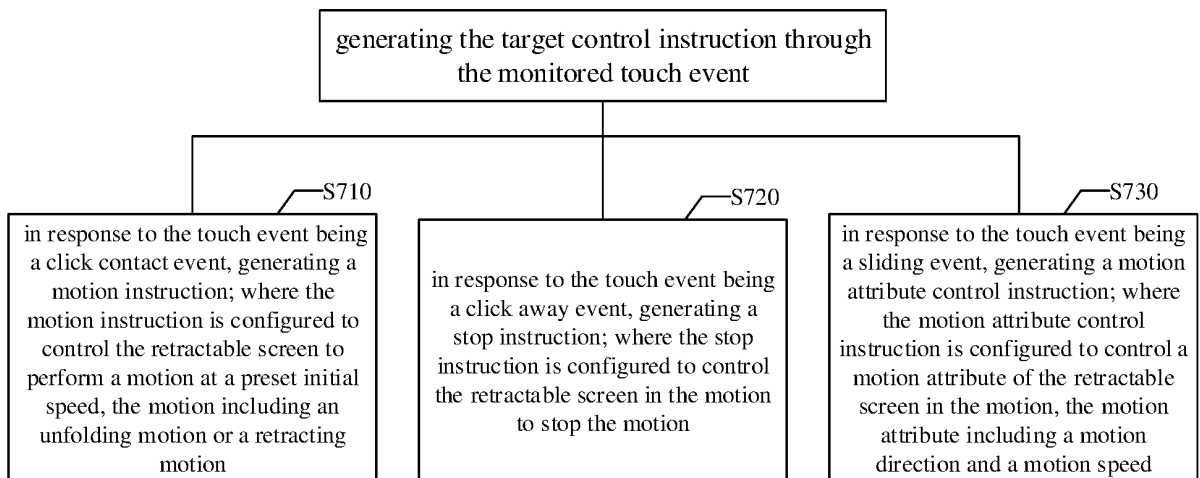 generating the target control instruction through
the monitored touch event
S710
in response to the touch event being
a click contact event, generating a
motion instruction; where the
motion instruction is configured to
control the retractable screen to
perform a motion at a preset initial
speed, the motion including an
unfolding motion or a retracting
motion
S720
in response to the touch event being
a click away event, generating a
stop instruction; where the stop
instruction is configured to control
the retractable screen in the motion
to stop the motion
S730
in response to the touch event being
a sliding event, generating a motion
attribute control instruction; where
the motion attribute control
instruction is configured to control a
motion attribute of the retractable
screen in the motion, the motion
attribute including a motion
direction and a motion speed